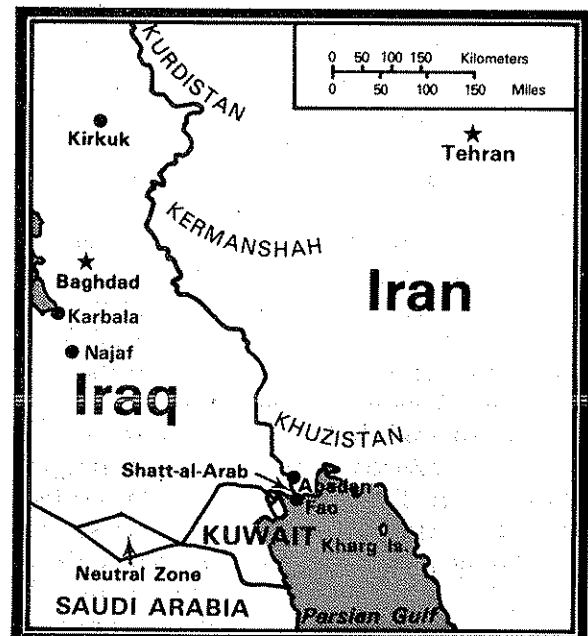 KURDISTAN
0 50 100 150 Kilometers
0 50 100 150 Miles
Kirkuk
Tehran
KERMANSHAH
Baghdad
Iran
Karbala
Najaf
Iraq
KHUZISTAN
Shatt-al-Arab
Abadan
Fao
KUWAIT
Kharg Is.
Neutral Zone
SAUDI ARABIA
Persian Gulf